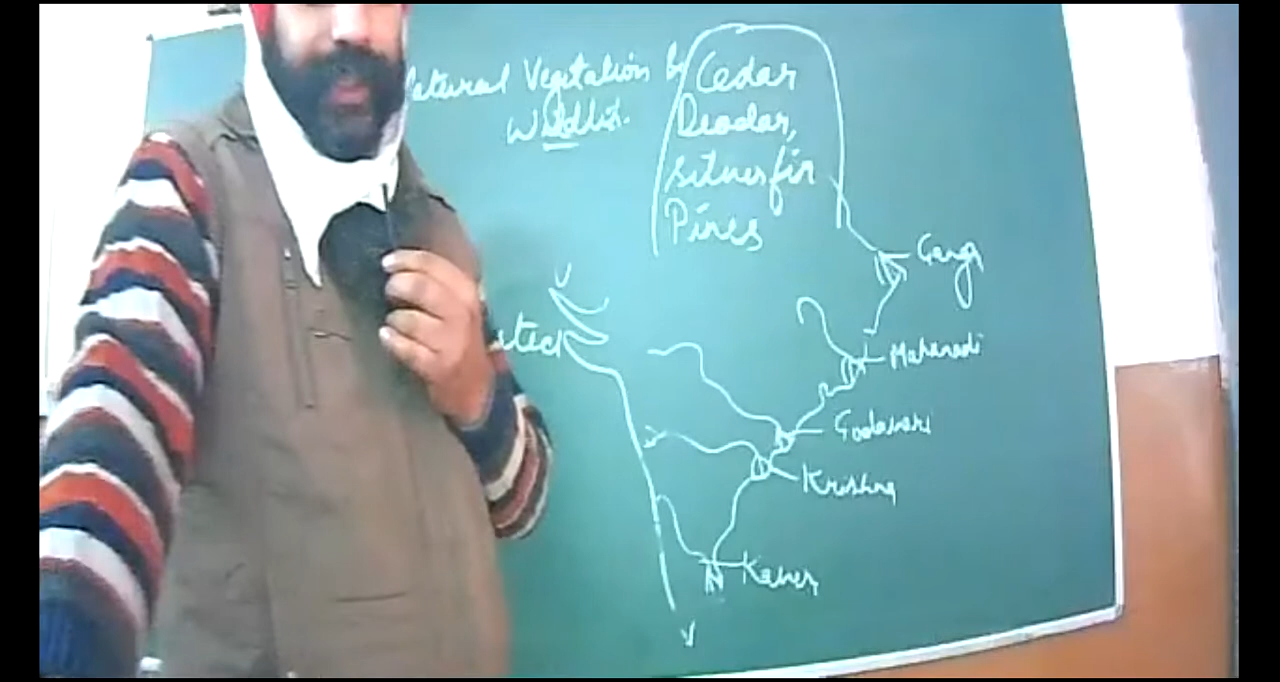 Natural Vegetation &
Wildlife.
Cedar
Deodar,
silver fir
Pines
Ganga
Mahanadi
Godavari
Krishna
Kaveri